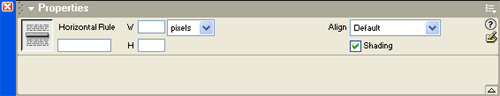 Properties
Horizontal Rule W pixels Align Default
H Shading